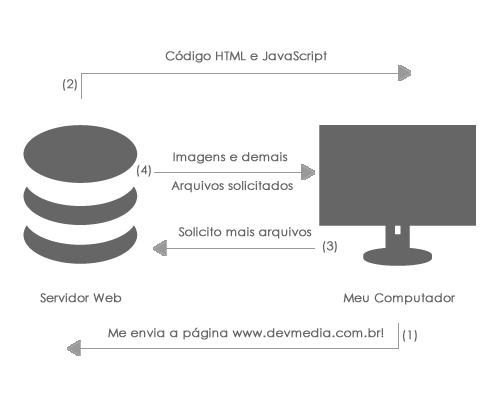 Código HTML e JavaScript
(2)
(4)
Imagens e demais
Arquivos solicitados
Solicito mais arquivos
(3)
Servidor Web
Meu Computador
Me envia a página www.devmedia.com.br!
(1)